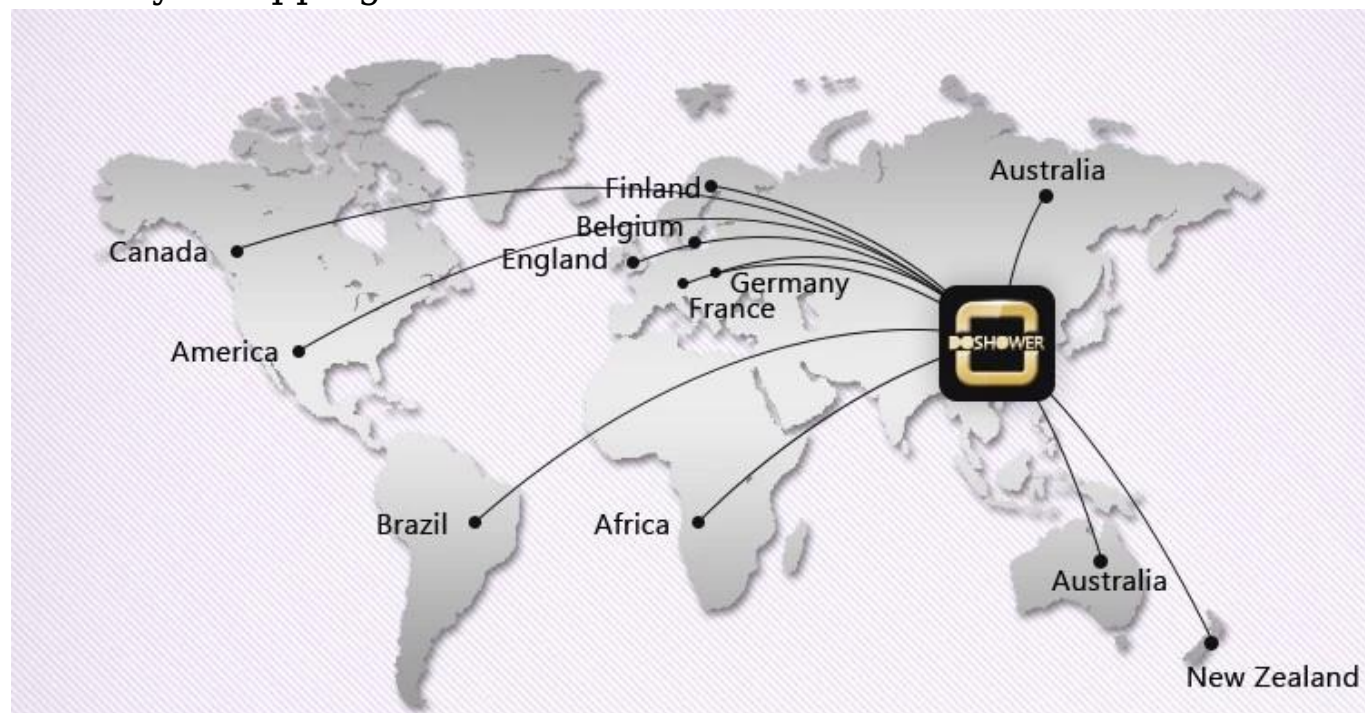 Australia
Finland
Belgium
Canada
England
Germany
France
DOSHOWER
America
Brazil
Africa
Australia
New Zealand